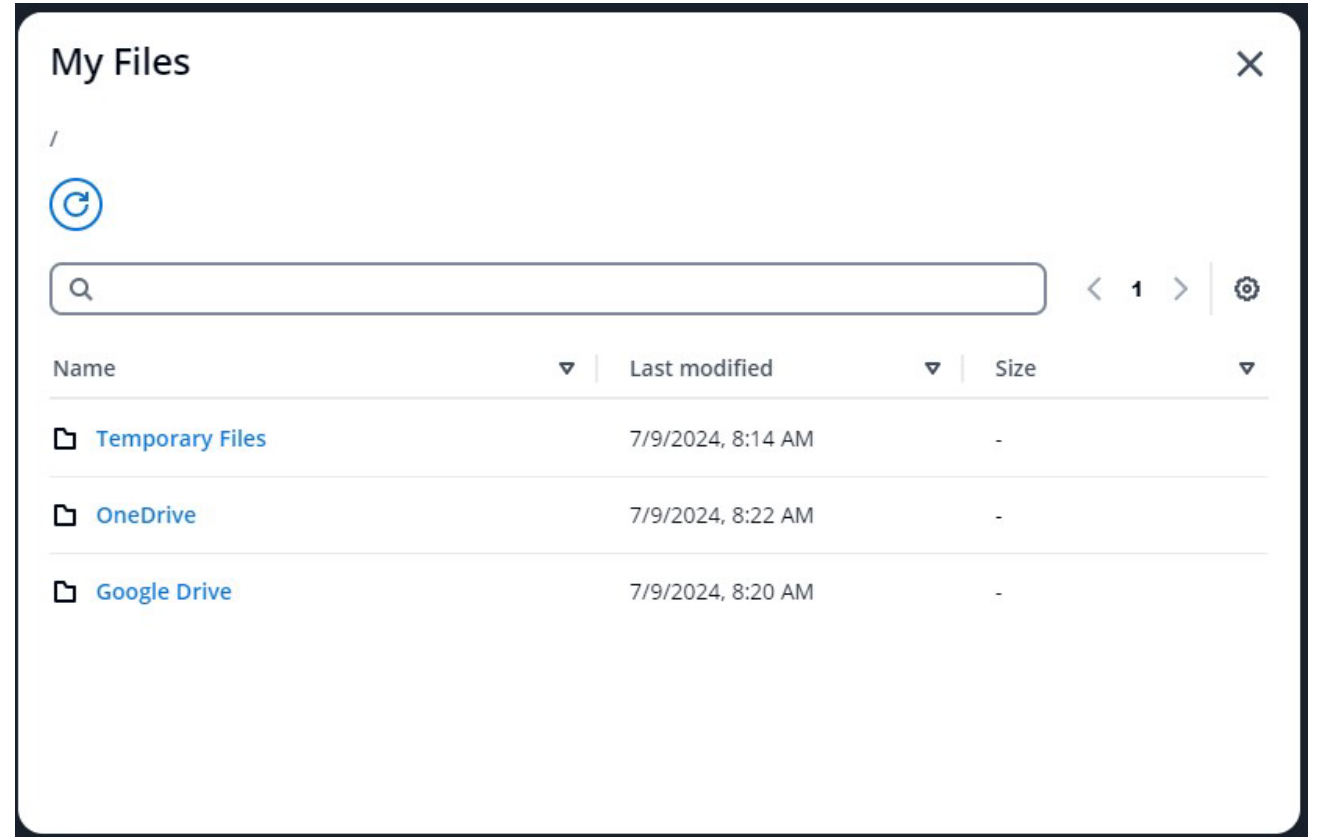 My Files
/
1
Name Last modified Size
Temporary Files 7/9/2024, 8:14 AM -
OneDrive 7/9/2024, 8:22 AM -
Google Drive 7/9/2024, 8:20 AM -